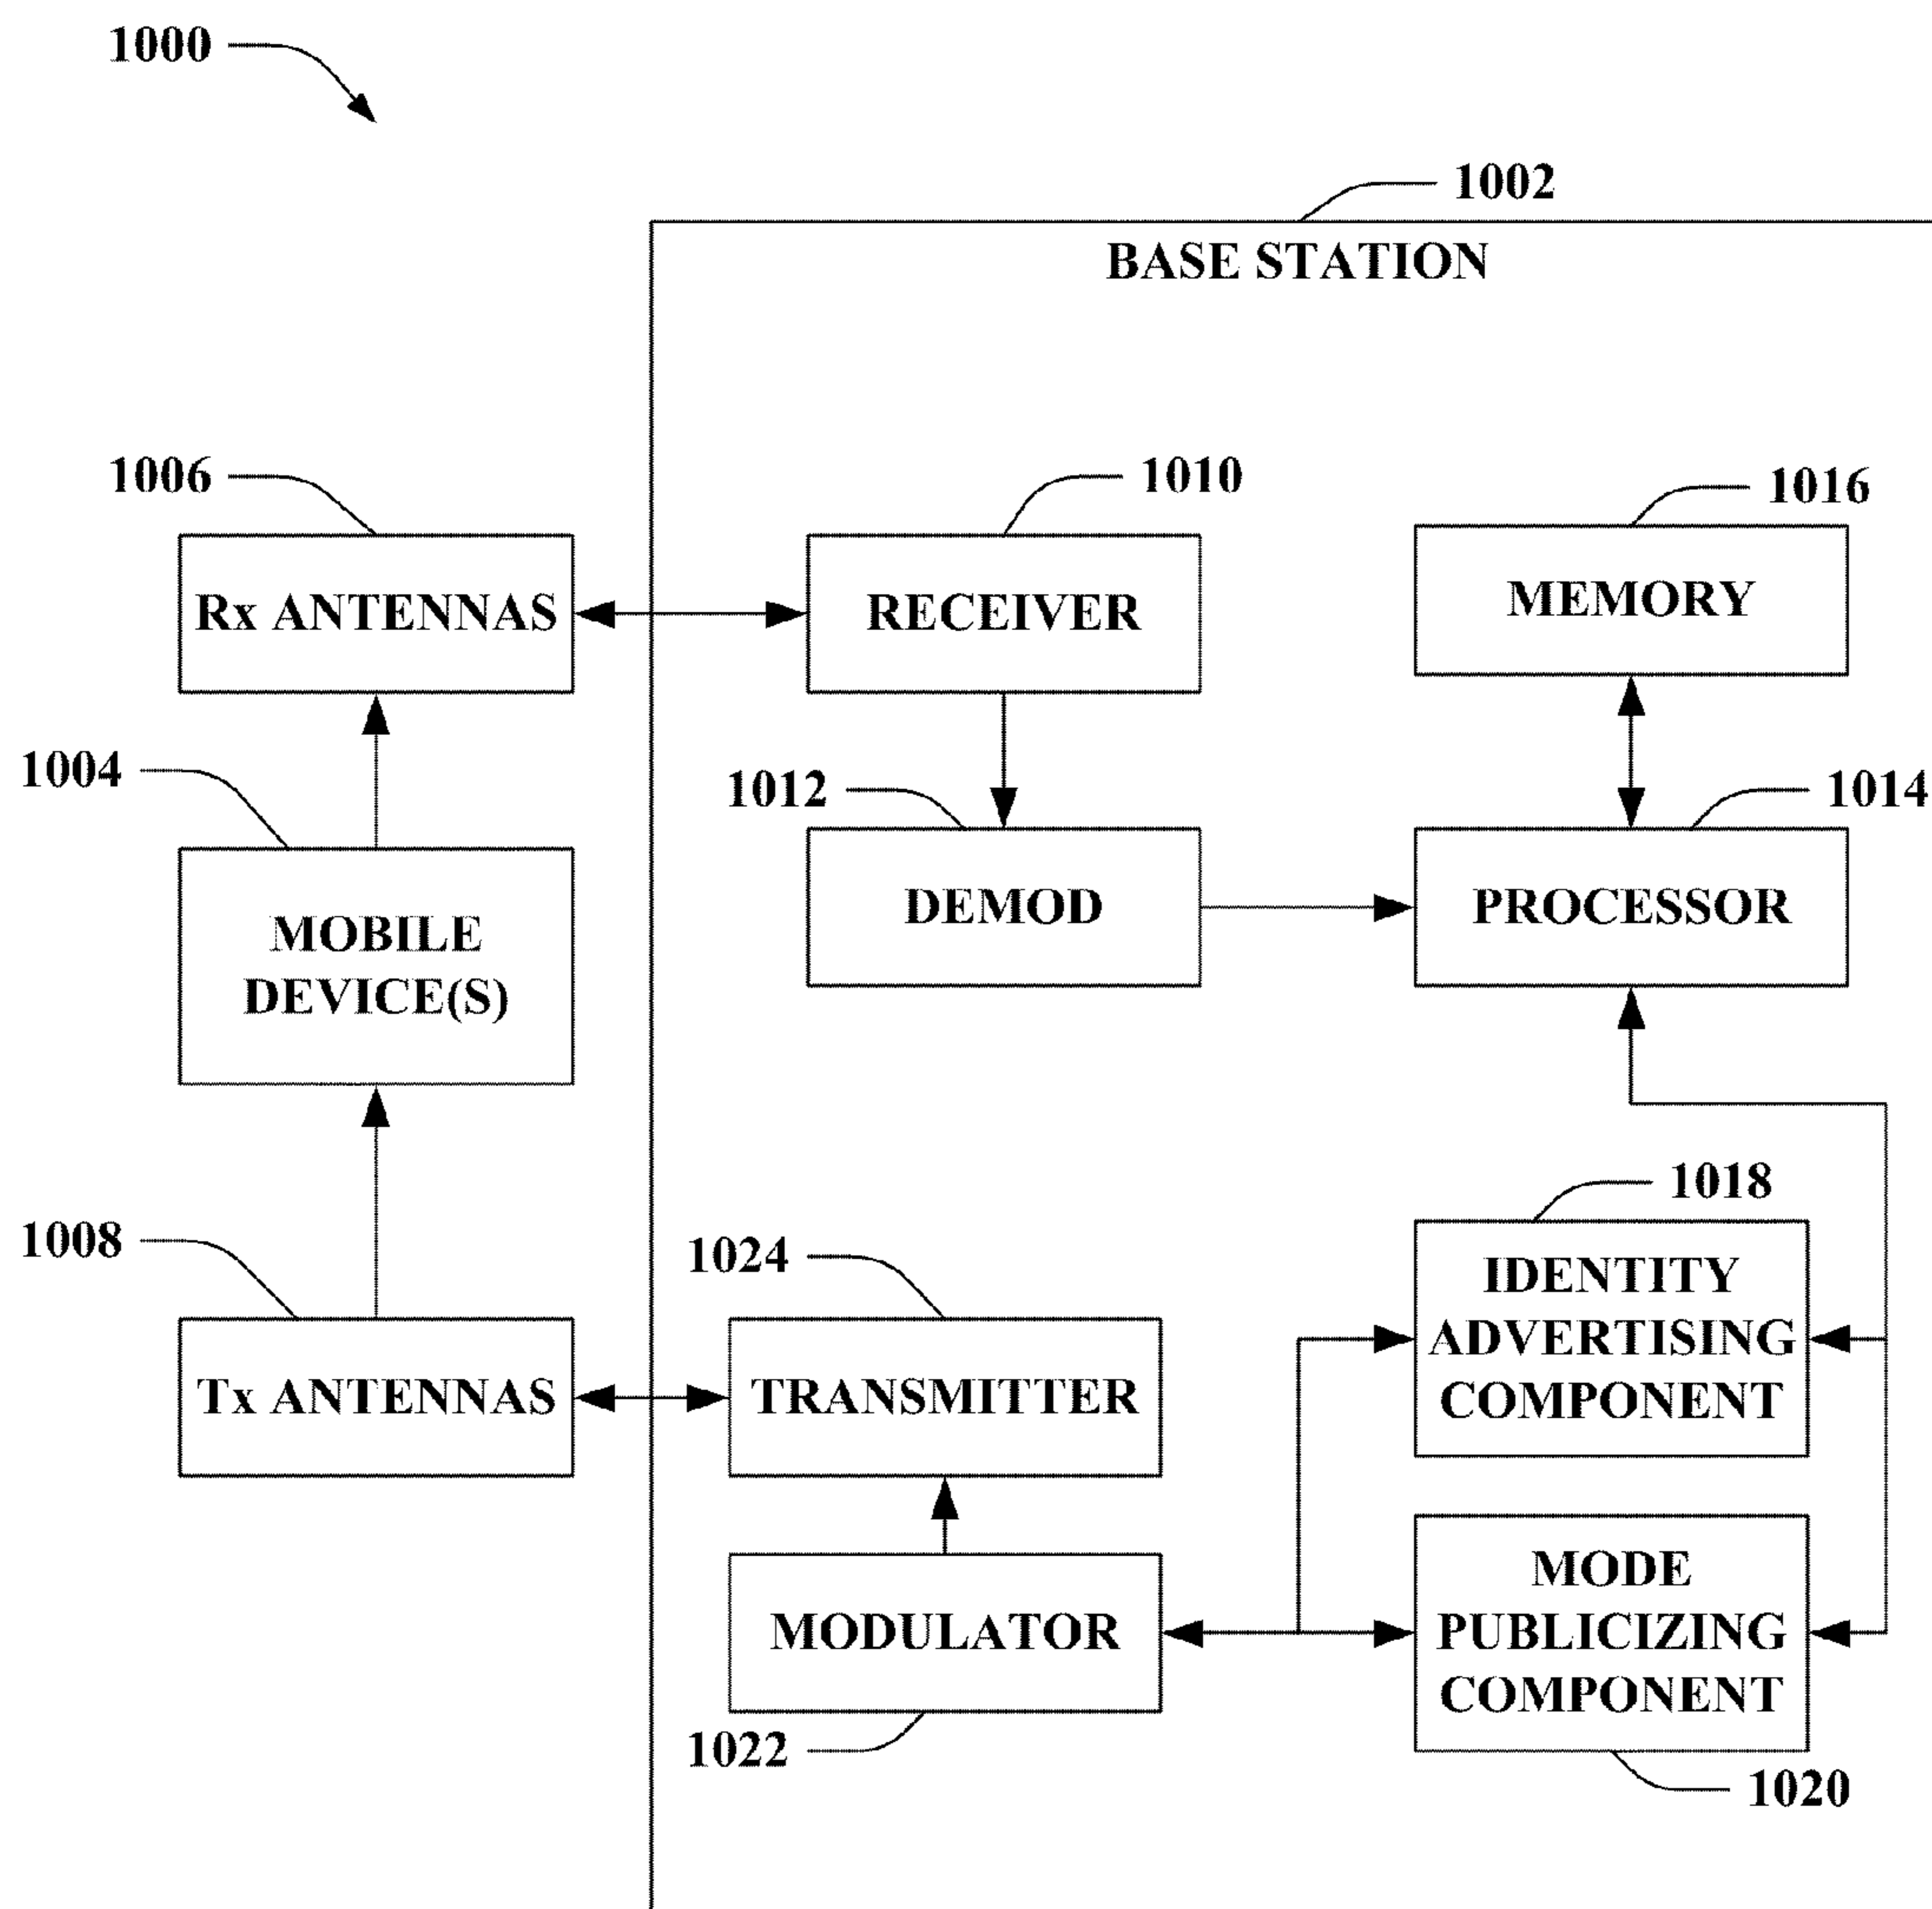 1000
1002
BASE STATION
1006
1010
1016
Rx ANTENNAS
RECEIVER
MEMORY
1004
1012
1014
MOBILE
DEVICE(S)
DEMOD
PROCESSOR
1018
1008
1024
IDENTITY
ADVERTISING
COMPONENT
Tx ANTENNAS
TRANSMITTER
MODULATOR
MODE
PUBLICIZING
COMPONENT
1022
1020